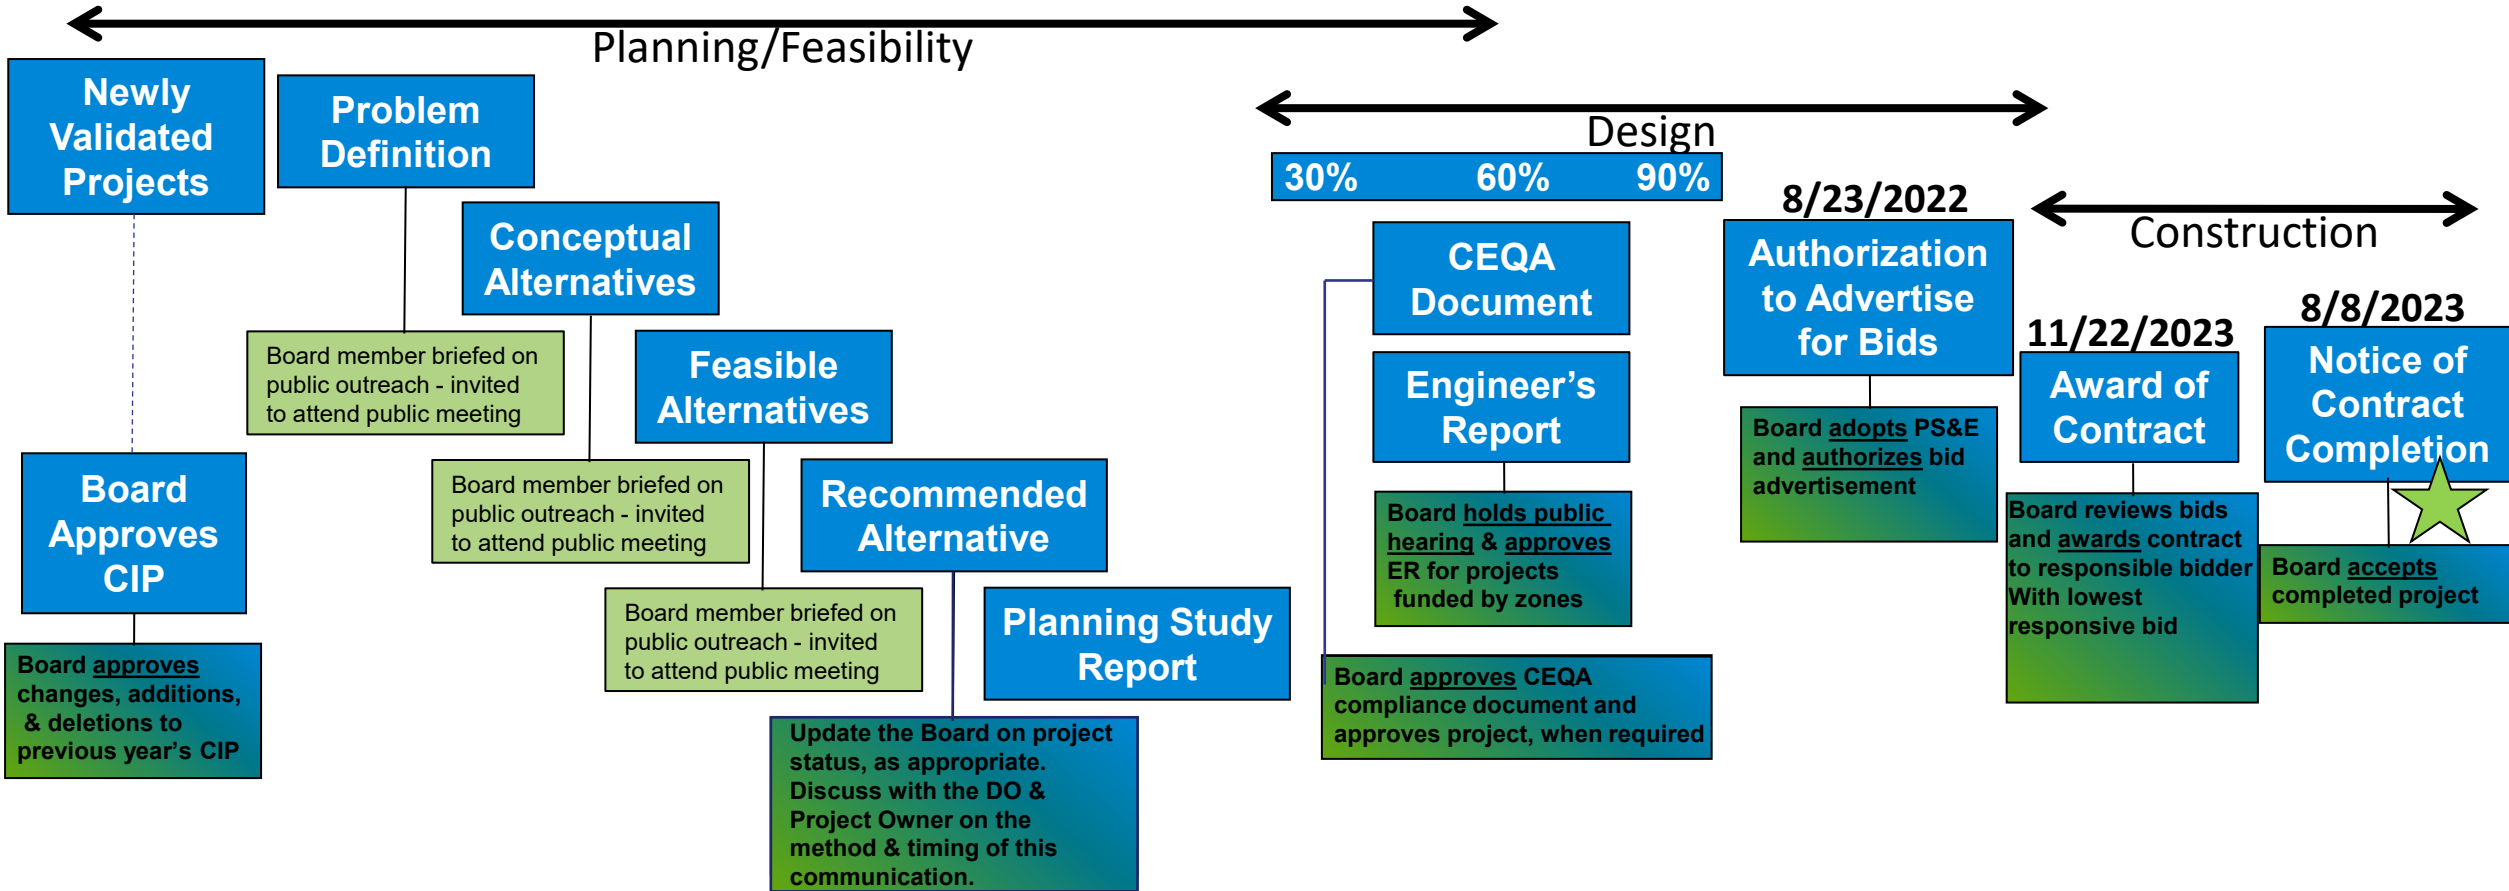 Planning/Feasibility
Newly
Validated
Projects
Board
Approves
CIP
Board approves
changes, additions,
& deletions to
previous year's CIP
Problem
Definition
Board member briefed on
public outreach - invited
to attend public meeting
Conceptual
Alternatives
Board member briefed on
public outreach - invited
to attend public meeting
Feasible
Alternatives
Board member briefed on
public outreach - invited
to attend public meeting
Recommended
Alternative
Update the Board on project
status, as appropriate.
Discuss with the DO &
Project Owner on the
method & timing of this
communication.
Planning Study
Report
Design
30% 60% 90%
CEQA
Document
Engineer's
Report
Board holds public
hearing & approves
ER for projects
funded by zones
Board approves CEQA
compliance document and
approves project, when required
8/23/2022
Authorization
to Advertise
for Bids
Board adopts PS&E
and authorizes bid
advertisement
Construction
11/22/2023
Award of
Contract
Board reviews bids
and awards contract
to responsible bidder
With lowest
responsive bid
8/8/2023
Notice of
Contract
Completion
Board accepts
completed project